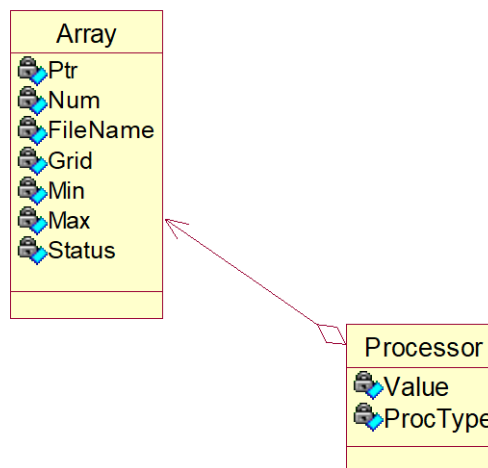 Array
Ptr
Num
FileName
Grid
Min
Max
Status
Processor
Value
ProcType